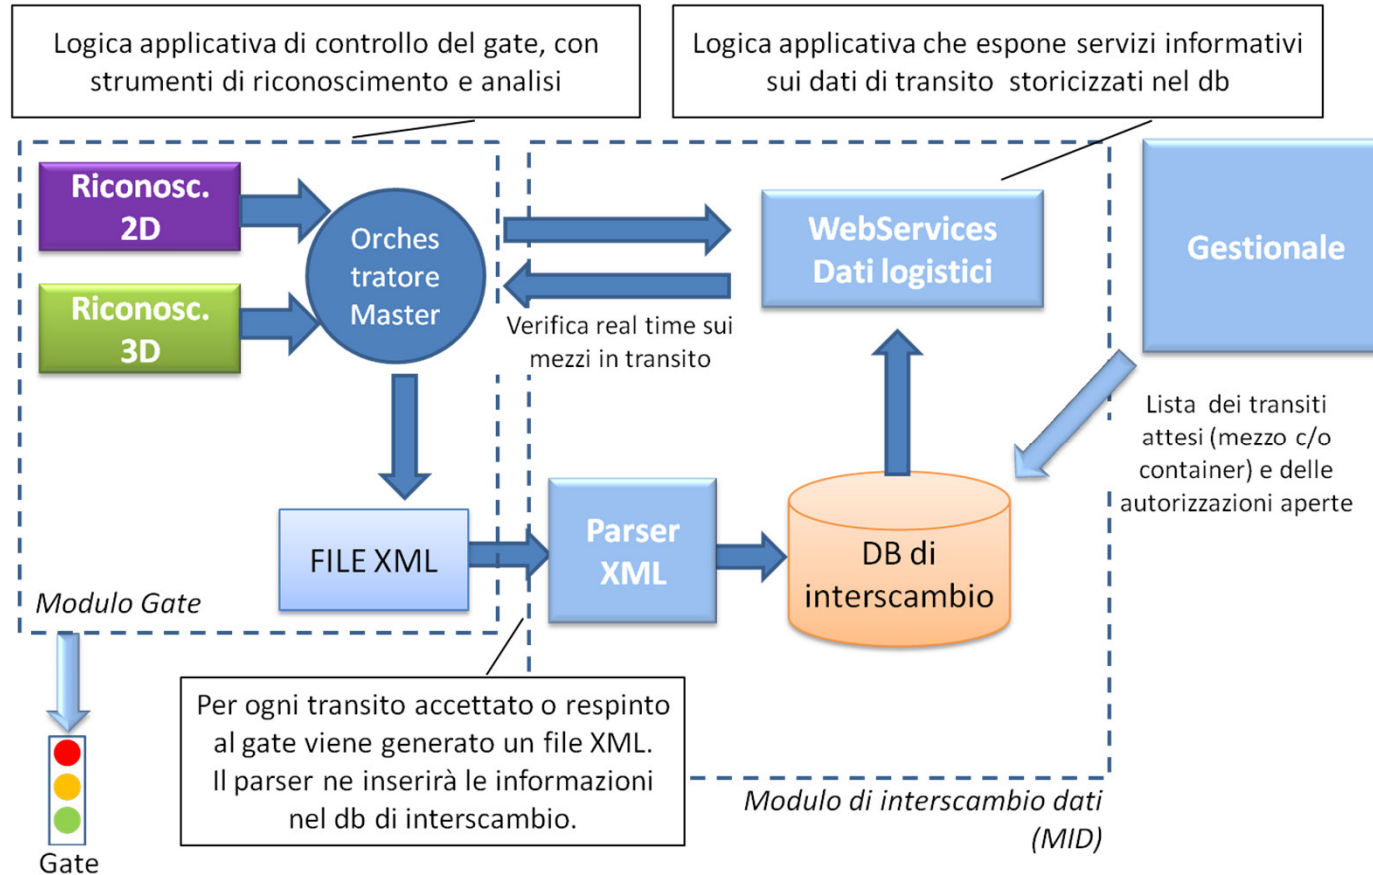 Logica applicativa di controllo del gate, con
strumenti di riconoscimento e analisi
Logica applicativa che espone servizi informativi
sui dati di transito storicizzati nel db
Riconosc.
2D
Riconosc.
3D
Orches
tratore
Master
WebServices
Dati logistici
Gestionale
Verifica real time sui
mezzi in transito
Lista dei transiti
attesi (mezzo c/o
container) e delle
autorizzazioni aperte
FILE XML
Parser
XML
DB di
interscambio
Modulo Gate
Per ogni transito accettato o respinto
al gate viene generato un file XML.
Il parser ne inserirà le informazioni
nel db di interscambio.
Modulo di interscambio dati
(MID)
Gate